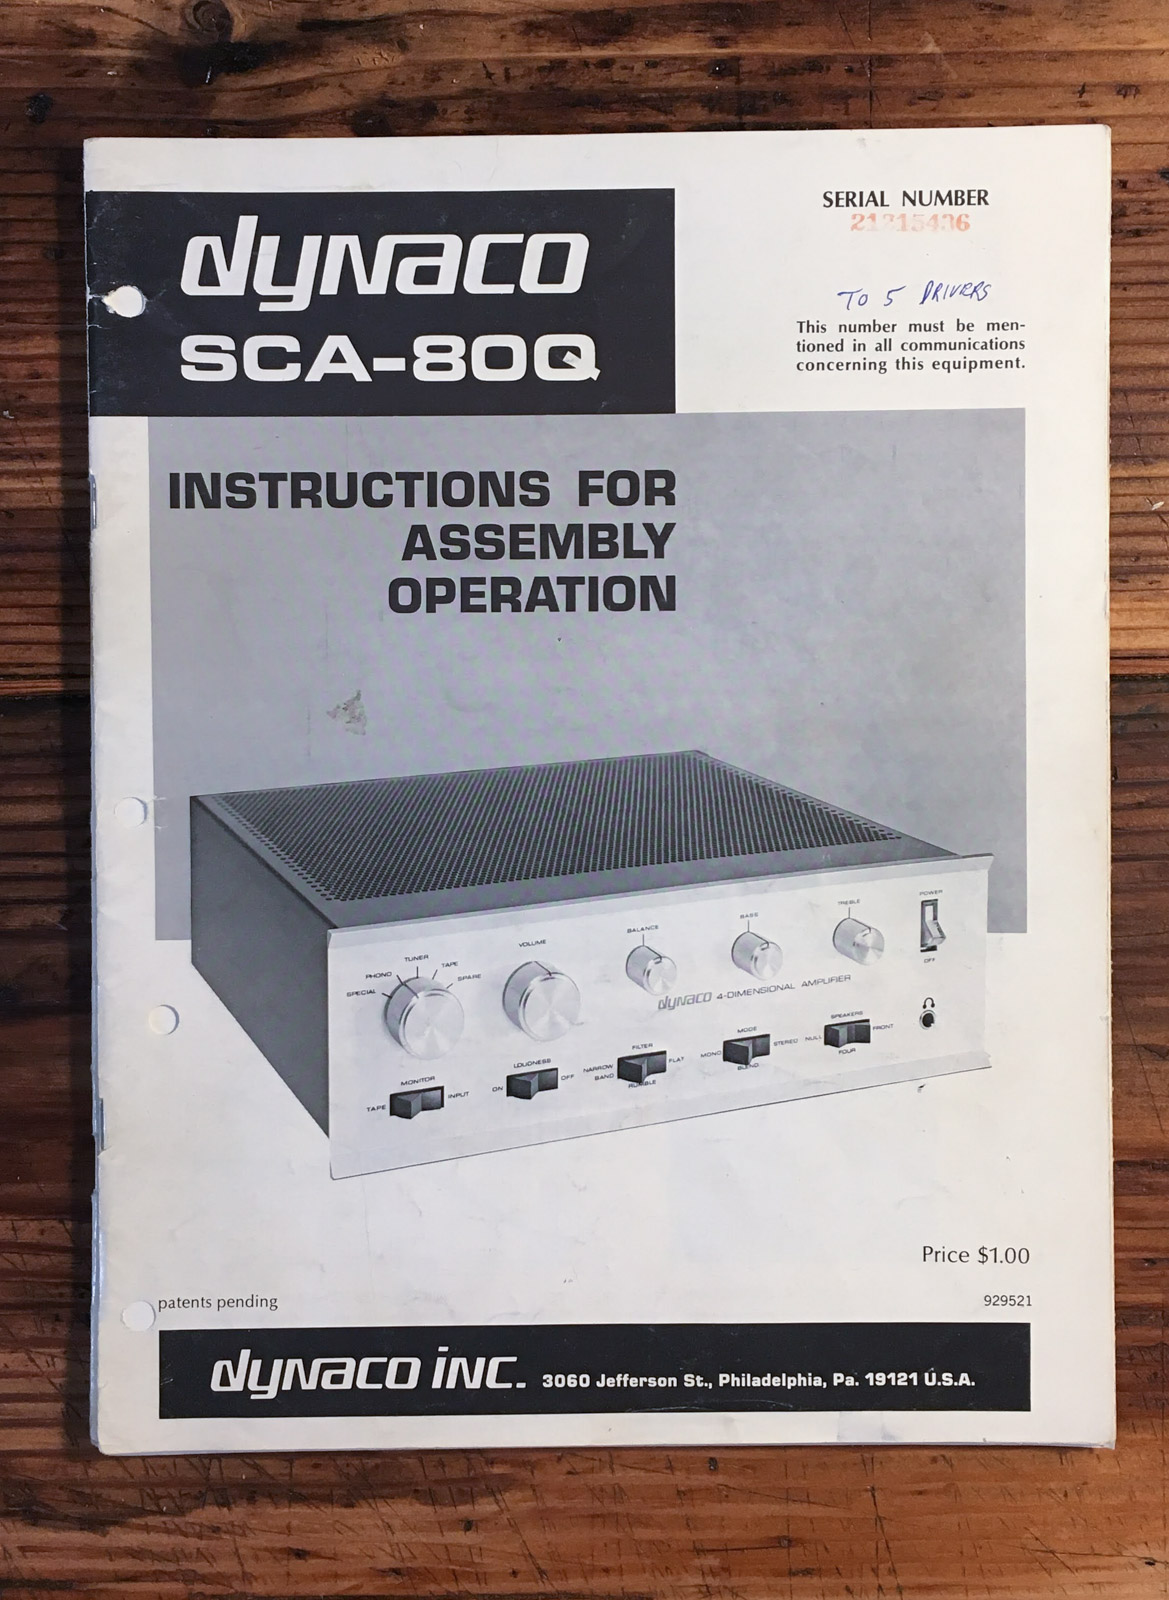 dynaco
SCA-80Q
SERIAL NUMBER
TO 5 DRIVERS
This number must be men-
tioned in all communications
concerning this equipment.
INSTRUCTIONS FOR
ASSEMBLY
OPERATION
POWER
OFF
TREBLE
BASS
BALANCE
VOLUME
TUNER
PHONO
TAPE
SPECIAL
SPARE
dynaco 4-DIMENSIONAL AMPLIFIER
MONITOR
TAPE
INPUT
LOUDNESS
ON
OFF
FILTER
NARROW
BAND
FLAT
RUMBLE
MODE
MONO
STEREO
BLEND
SPEAKERS
NULL
FRONT
FOUR
Price $1.00
patents pending
929521
dynaco inc. 3060 Jefferson St., Philadelphia, Pa. 19121 U.S.A.